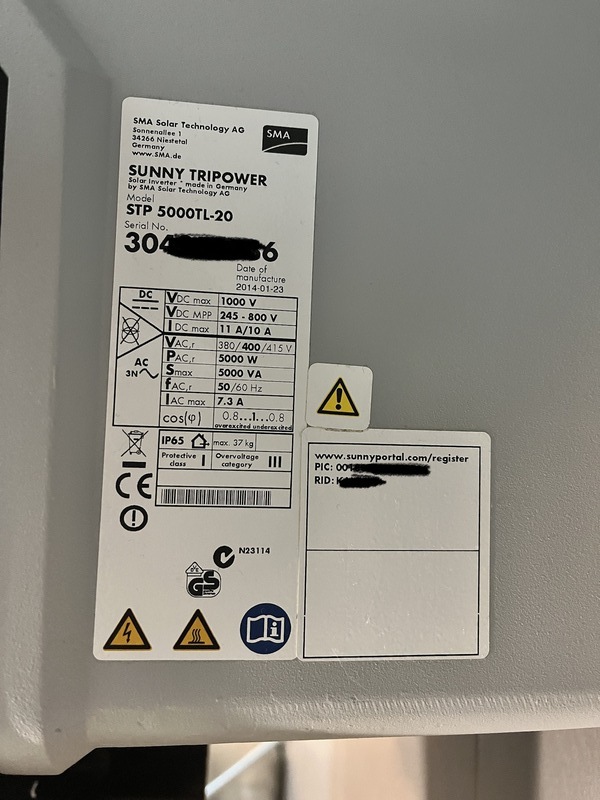 SMA Solar Technology AG
Sonnenallee 1
34266 Niestetal
Germany
www.SMA.de
SMA
SUNNY TRIPOWER
Solar Inverter * made in Germany
by SMA Solar Technology AG
Model
STP 5000TL-20
Serial No.
304 6
Date of
manufacture
2014-01-23
DC
VDC max 1000 V
VDC MPP 245 - 800 V
IDC max 11 A/10 A
VAC,r 380/400/415 V
AC
3N
PAC,r 5000 W
Smax 5000 VA
fAC,r 50/60 Hz
IAC max 7.3 A
cos(φ) 0.8...1...0.8
overexcited underexcited
IP65 max. 37 kg
Protective class I Overvoltage category III
CE
N23114
GS
www.sunnyportal.com/register
PIC: 00
RID: K